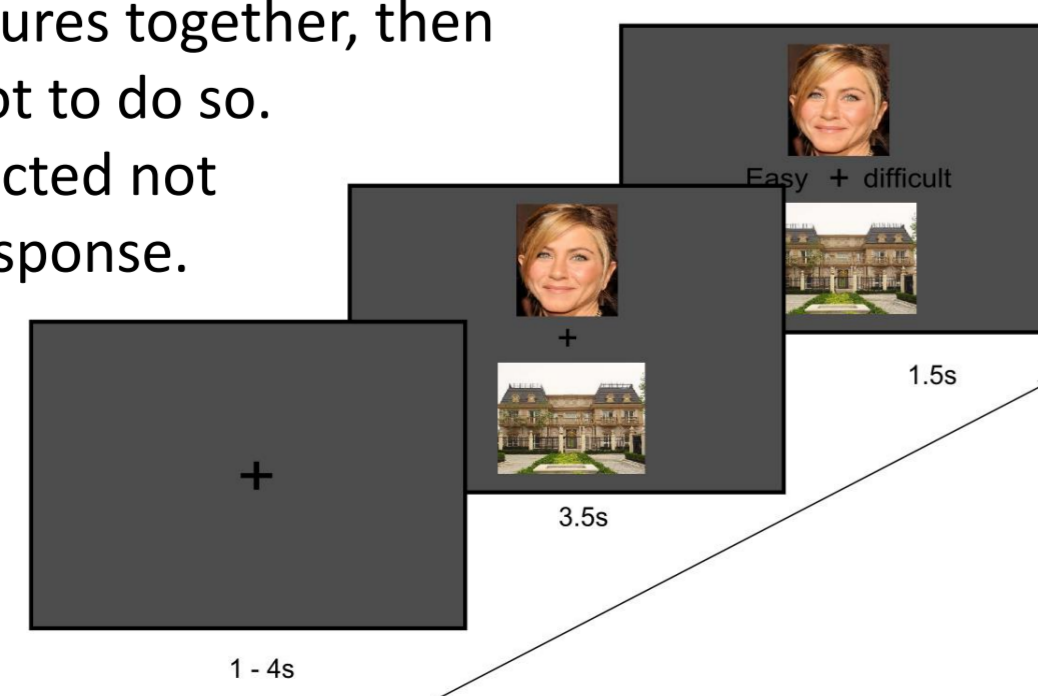 ures together, then
ot to do so.
cted not
sponse.
Easy + difficult
+
+
1.5s
3.5s
1 - 4s